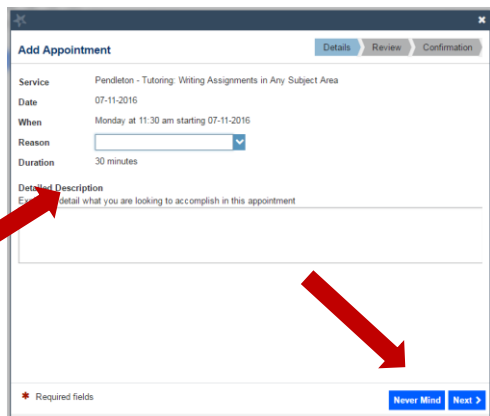 Add Appointment
Details Review Confirmation
Service Pendleton - Tutoring: Writing Assignments in Any Subject Area
Date 07-11-2016
When Monday at 11:30 am starting 07-11-2016
Reason
Duration 30 minutes
Detailed Description
detail what you are looking to accomplish in this appointment
* Required fields
Never Mind Next >